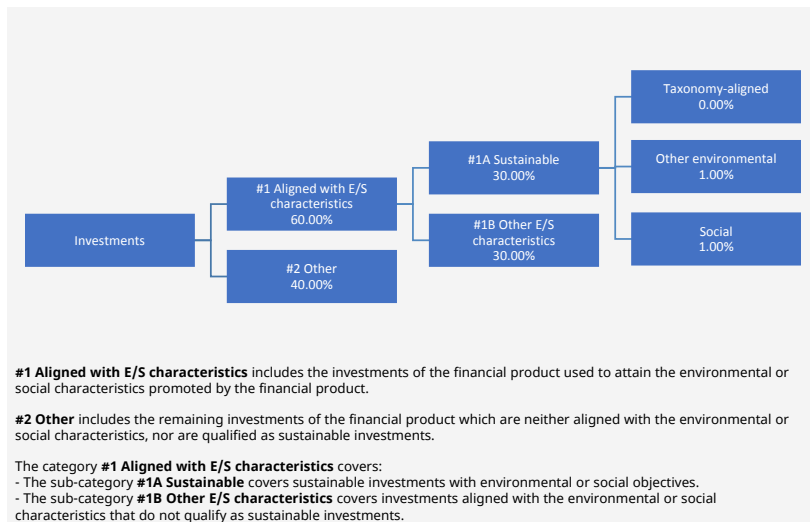 Taxonomy-aligned
0.00%
#1A Sustainable
30.00%
Other environmental
1.00%
#1 Aligned with E/S
characteristics
60.00%
#1B Other E/S
characteristics
30.00%
Social
1.00%
Investments
#2 Other
40.00%
#1 Aligned with E/S characteristics includes the investments of the financial product used to attain the environmental or
social characteristics promoted by the financial product.
#2 Other includes the remaining investments of the financial product which are neither aligned with the environmental or
social characteristics, nor are qualified as sustainable investments.
The category #1 Aligned with E/S characteristics covers:
- The sub-category #1A Sustainable covers sustainable investments with environmental or social objectives.
- The sub-category #1B Other E/S characteristics covers investments aligned with the environmental or social
characteristics that do not qualify as sustainable investments.